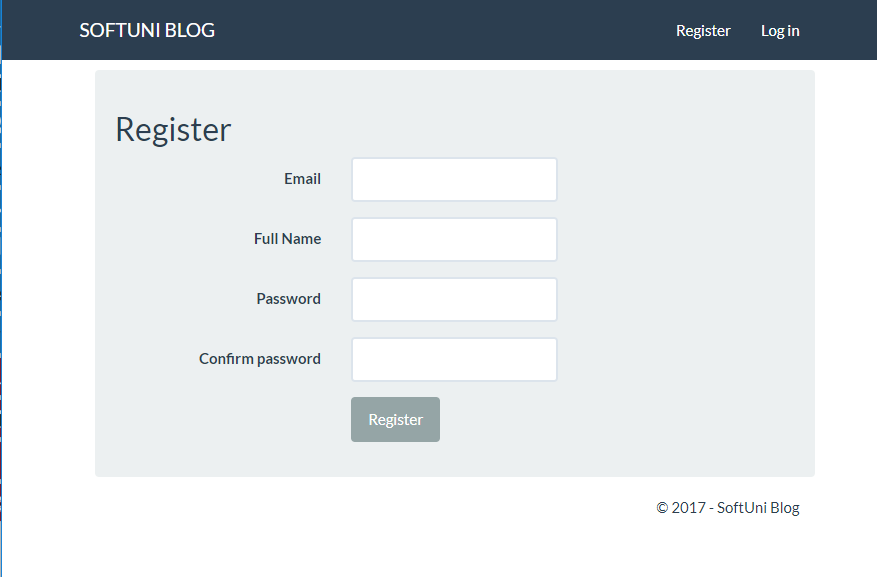 SOFTUNI BLOG Register Log in
Register
Email
Full Name
Password
Confirm password
Register
© 2017 - SoftUni Blog